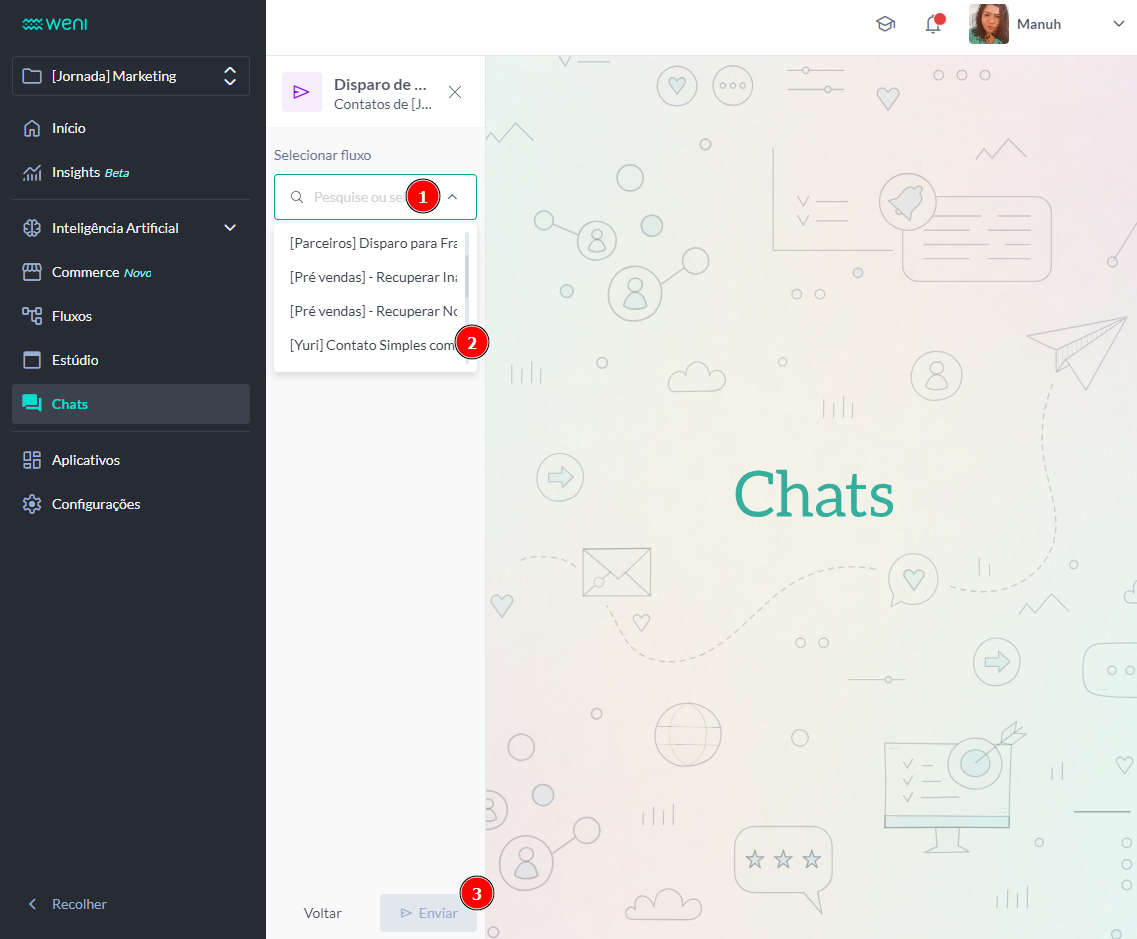 weni
Manuh
[Jornada] Marketing
Início
Insights Beta
Inteligência Artificial
Commerce Novo
Fluxos
Estúdio
Chats
Aplicativos
Configurações
Recolher
Disparo de ...
Contatos de [J...
Selecionar fluxo
Pesquise ou se
1
[Parceiros] Disparo para Fra
[Pré vendas] - Recuperar Ina
[Pré vendas] - Recuperar No
[Yuri] Contato Simples com
2
Chats
3
Voltar
Enviar